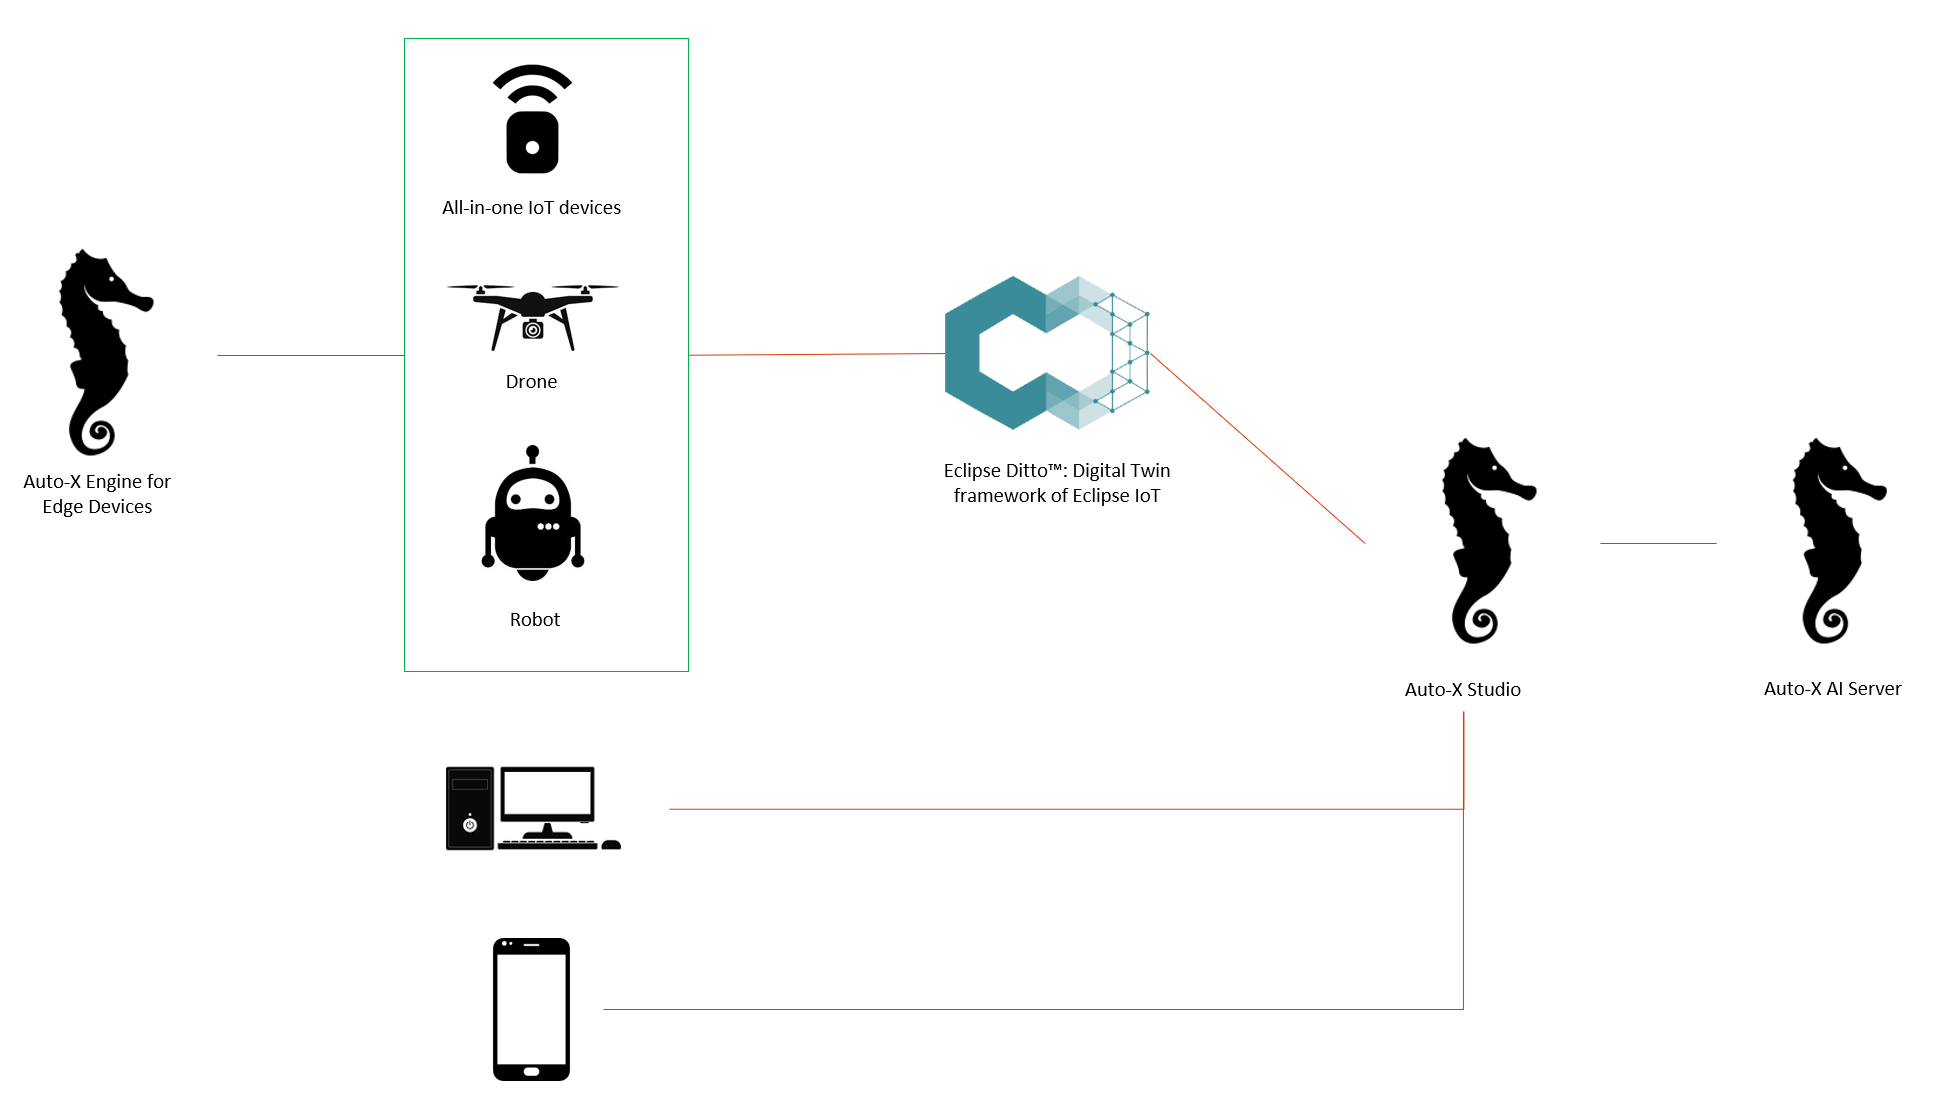 All-in-one IoT devices
Drone
Robot
Auto-X Engine for
Edge Devices
Eclipse Ditto™: Digital Twin
framework of Eclipse IoT
Auto-X Studio
Auto-X AI Server